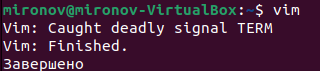 mironov@mironov-VirtualBox:~$ vim
Vim: Caught deadly signal TERM
Vim: Finished.
Завершено